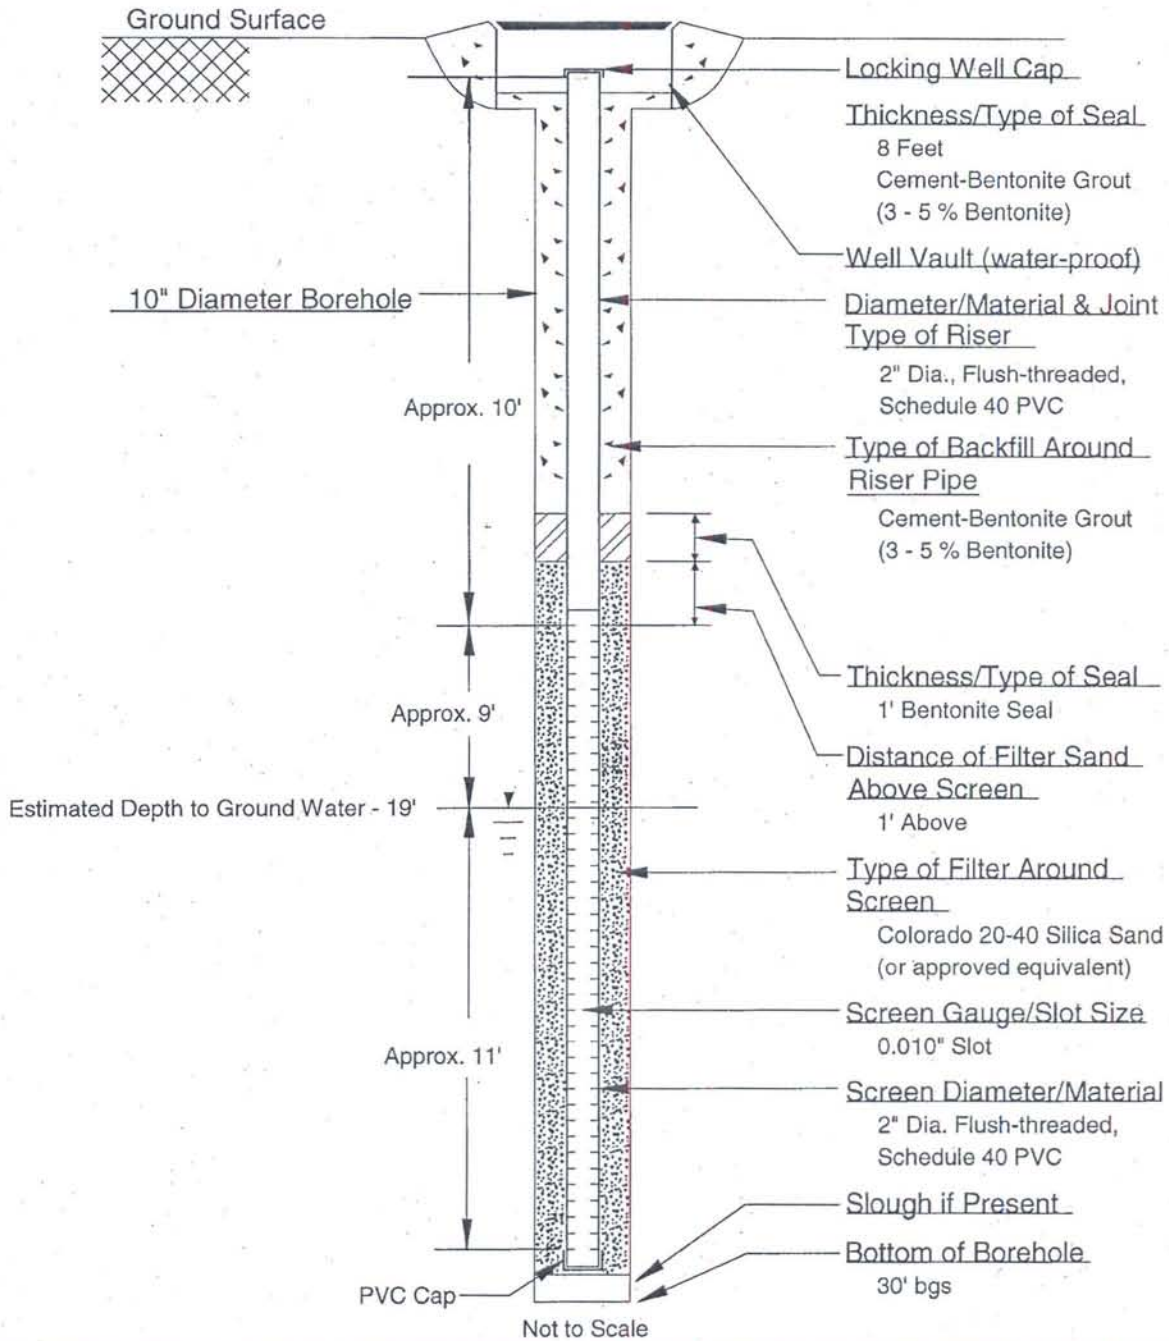 Ground Surface
Locking Well Cap
Thickness/Type of Seal
8 Feet
Cement-Bentonite Grout
(3 - 5 % Bentonite)
Well Vault (water-proof)
10" Diameter Borehole
Diameter/Material & Joint
Type of Riser
2" Dia., Flush-threaded,
Schedule 40 PVC
Approx. 10'
Type of Backfill Around
Riser Pipe
Cement-Bentonite Grout
(3 - 5 % Bentonite)
Thickness/Type of Seal
1' Bentonite Seal
Approx. 9'
Distance of Filter Sand
Above Screen
1' Above
Estimated Depth to Ground Water - 19'
Type of Filter Around
Screen
Colorado 20-40 Silica Sand
(or approved equivalent)
Screen Gauge/Slot Size
0.010" Slot
Approx. 11'
Screen Diameter/Material
2" Dia. Flush-threaded,
Schedule 40 PVC
Slough if Present
Bottom of Borehole
30' bgs
PVC Cap
Not to Scale